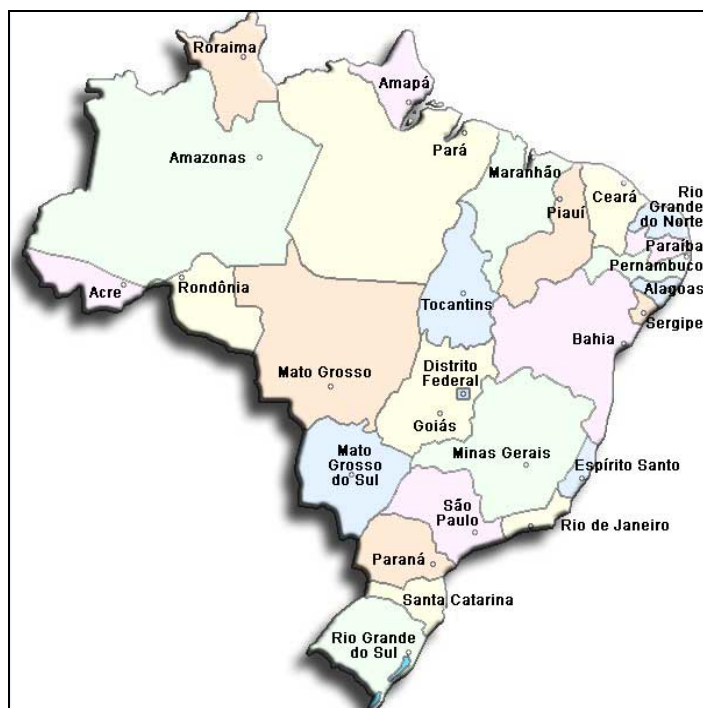 Roraima
Amapá
Amazonas
Pará
Maranhão
Ceará
Rio
Grande
do Norte
Piauí
Paraíba
Pernambuco
Acre
Rondônia
Tocantins
Alagoas
Sergipe
Bahia
Mato Grosso
Distrito
Federal
Goiás
Mato
Grosso
do Sul
Minas Gerais
Espírito Santo
São
Paulo
Rio de Janeiro
Paraná
Santa Catarina
Rio Grande
do Sul